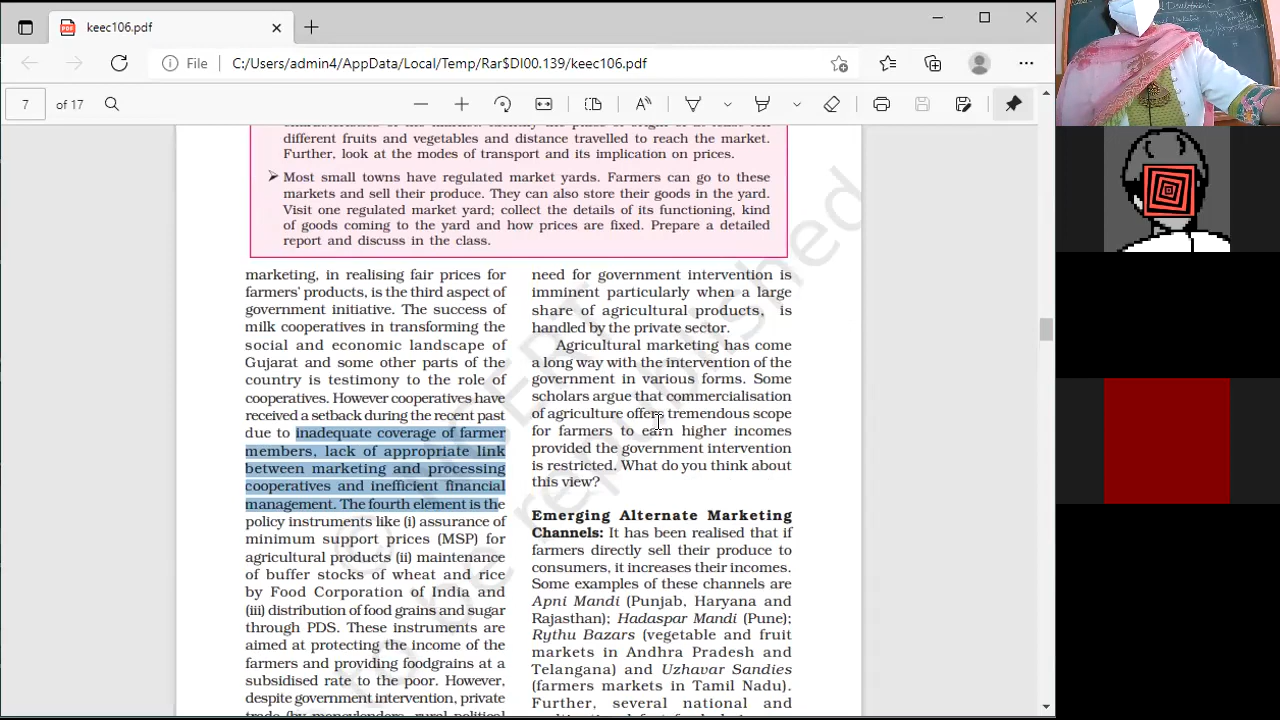 keec106.pdf
File
C:/Users/admin4/AppData/Local/Temp/Rar$DI00.139/keec106.pdf
7
of 17
different fruits and vegetables and distance travelled to reach the market.
Further, look at the modes of transport and its implication on prices.
➢ Most small towns have regulated market yards. Farmers can go to these
markets and sell their produce. They can also store their goods in the yard.
Visit one regulated market yard; collect the details of its functioning, kind
of goods coming to the yard and how prices are fixed. Prepare a detailed
report and discuss in the class.
marketing, in realising fair prices for
farmers' products, is the third aspect of
government initiative. The success of
milk cooperatives in transforming the
social and economic landscape of
Gujarat and some other parts of the
country is testimony to the role of
cooperatives. However cooperatives have
received a setback during the recent past
due to inadequate coverage of farmer
members, lack of appropriate link
between marketing and processing
cooperatives and inefficient financial
management. The fourth element is the
policy instruments like (i) assurance of
minimum support prices (MSP) for
agricultural products (ii) maintenance
of buffer stocks of wheat and rice
by Food Corporation of India and
(iii) distribution of food grains and sugar
through PDS. These instruments are
aimed at protecting the income of the
farmers and providing foodgrains at a
subsidised rate to the poor. However,
despite government intervention, private
trade (by moneylenders, rural political
need for government intervention is
imminent particularly when a large
share of agricultural products, is
handled by the private sector.
Agricultural marketing has come
a long way with the intervention of the
government in various forms. Some
scholars argue that commercialisation
of agriculture offers tremendous scope
for farmers to earn higher incomes
provided the government intervention
is restricted. What do you think about
this view?
Emerging Alternate Marketing
Channels: It has been realised that if
farmers directly sell their produce to
consumers, it increases their incomes.
Some examples of these channels are
Apni Mandi (Punjab, Haryana and
Rajasthan); Hadaspar Mandi (Pune);
Rythu Bazars (vegetable and fruit
markets in Andhra Pradesh and
Telangana) and Uzhavar Sandies
(farmers markets in Tamil Nadu).
Further, several national and